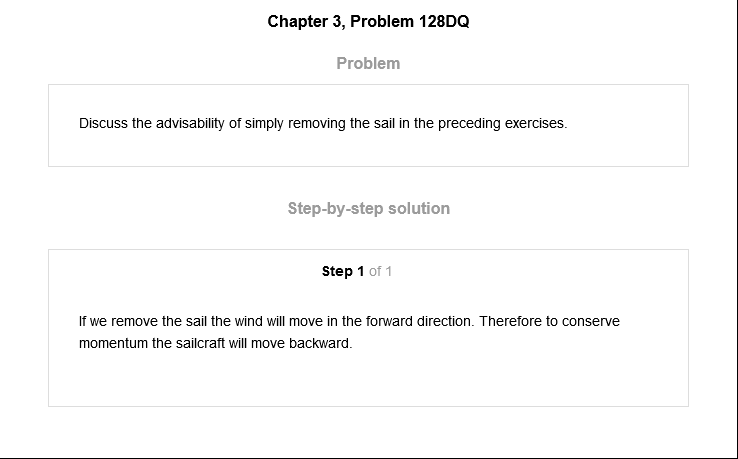 Chapter 3, Problem 128DQ
Problem
Discuss the advisability of simply removing the sail in the preceding exercises.
Step-by-step solution
Step 1 of 1
If we remove the sail the wind will move in the forward direction. Therefore to conserve
momentum the sailcraft will move backward.